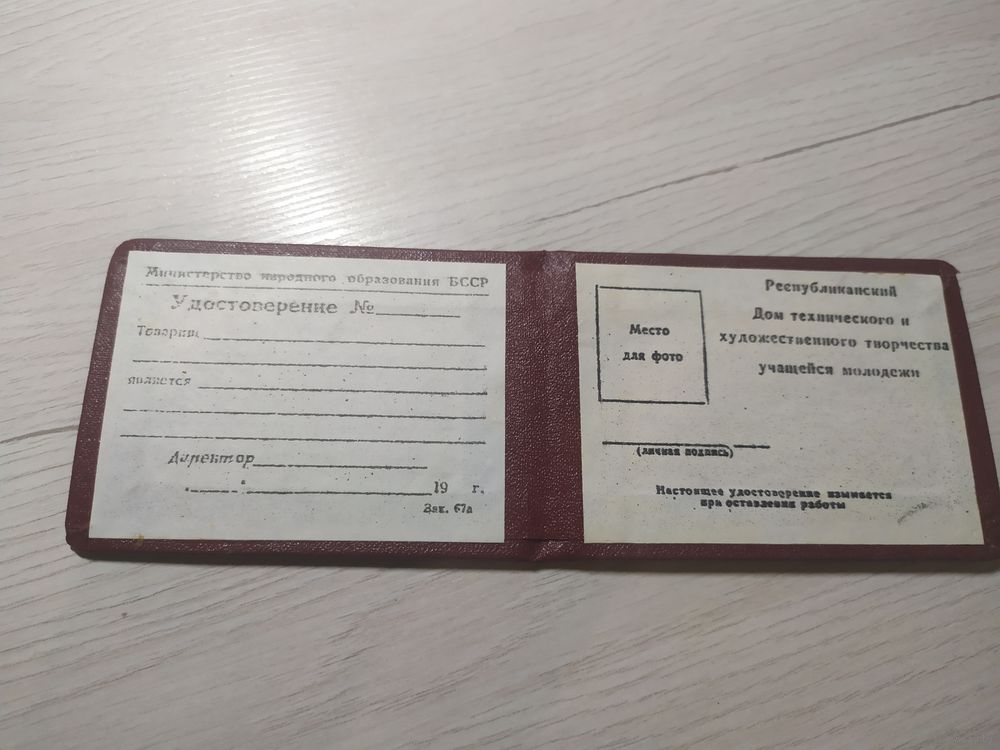 Министерство народного образования БССР
Удостоверение №
Товарищ
является
Директор
19 г.
Зак. 67а
Место
для фото
Республиканский
Дом технического и
художественного творчества
учащейся молодежи
(личная подпись)
Настоящее удостоверение изымается
при оставлении работы